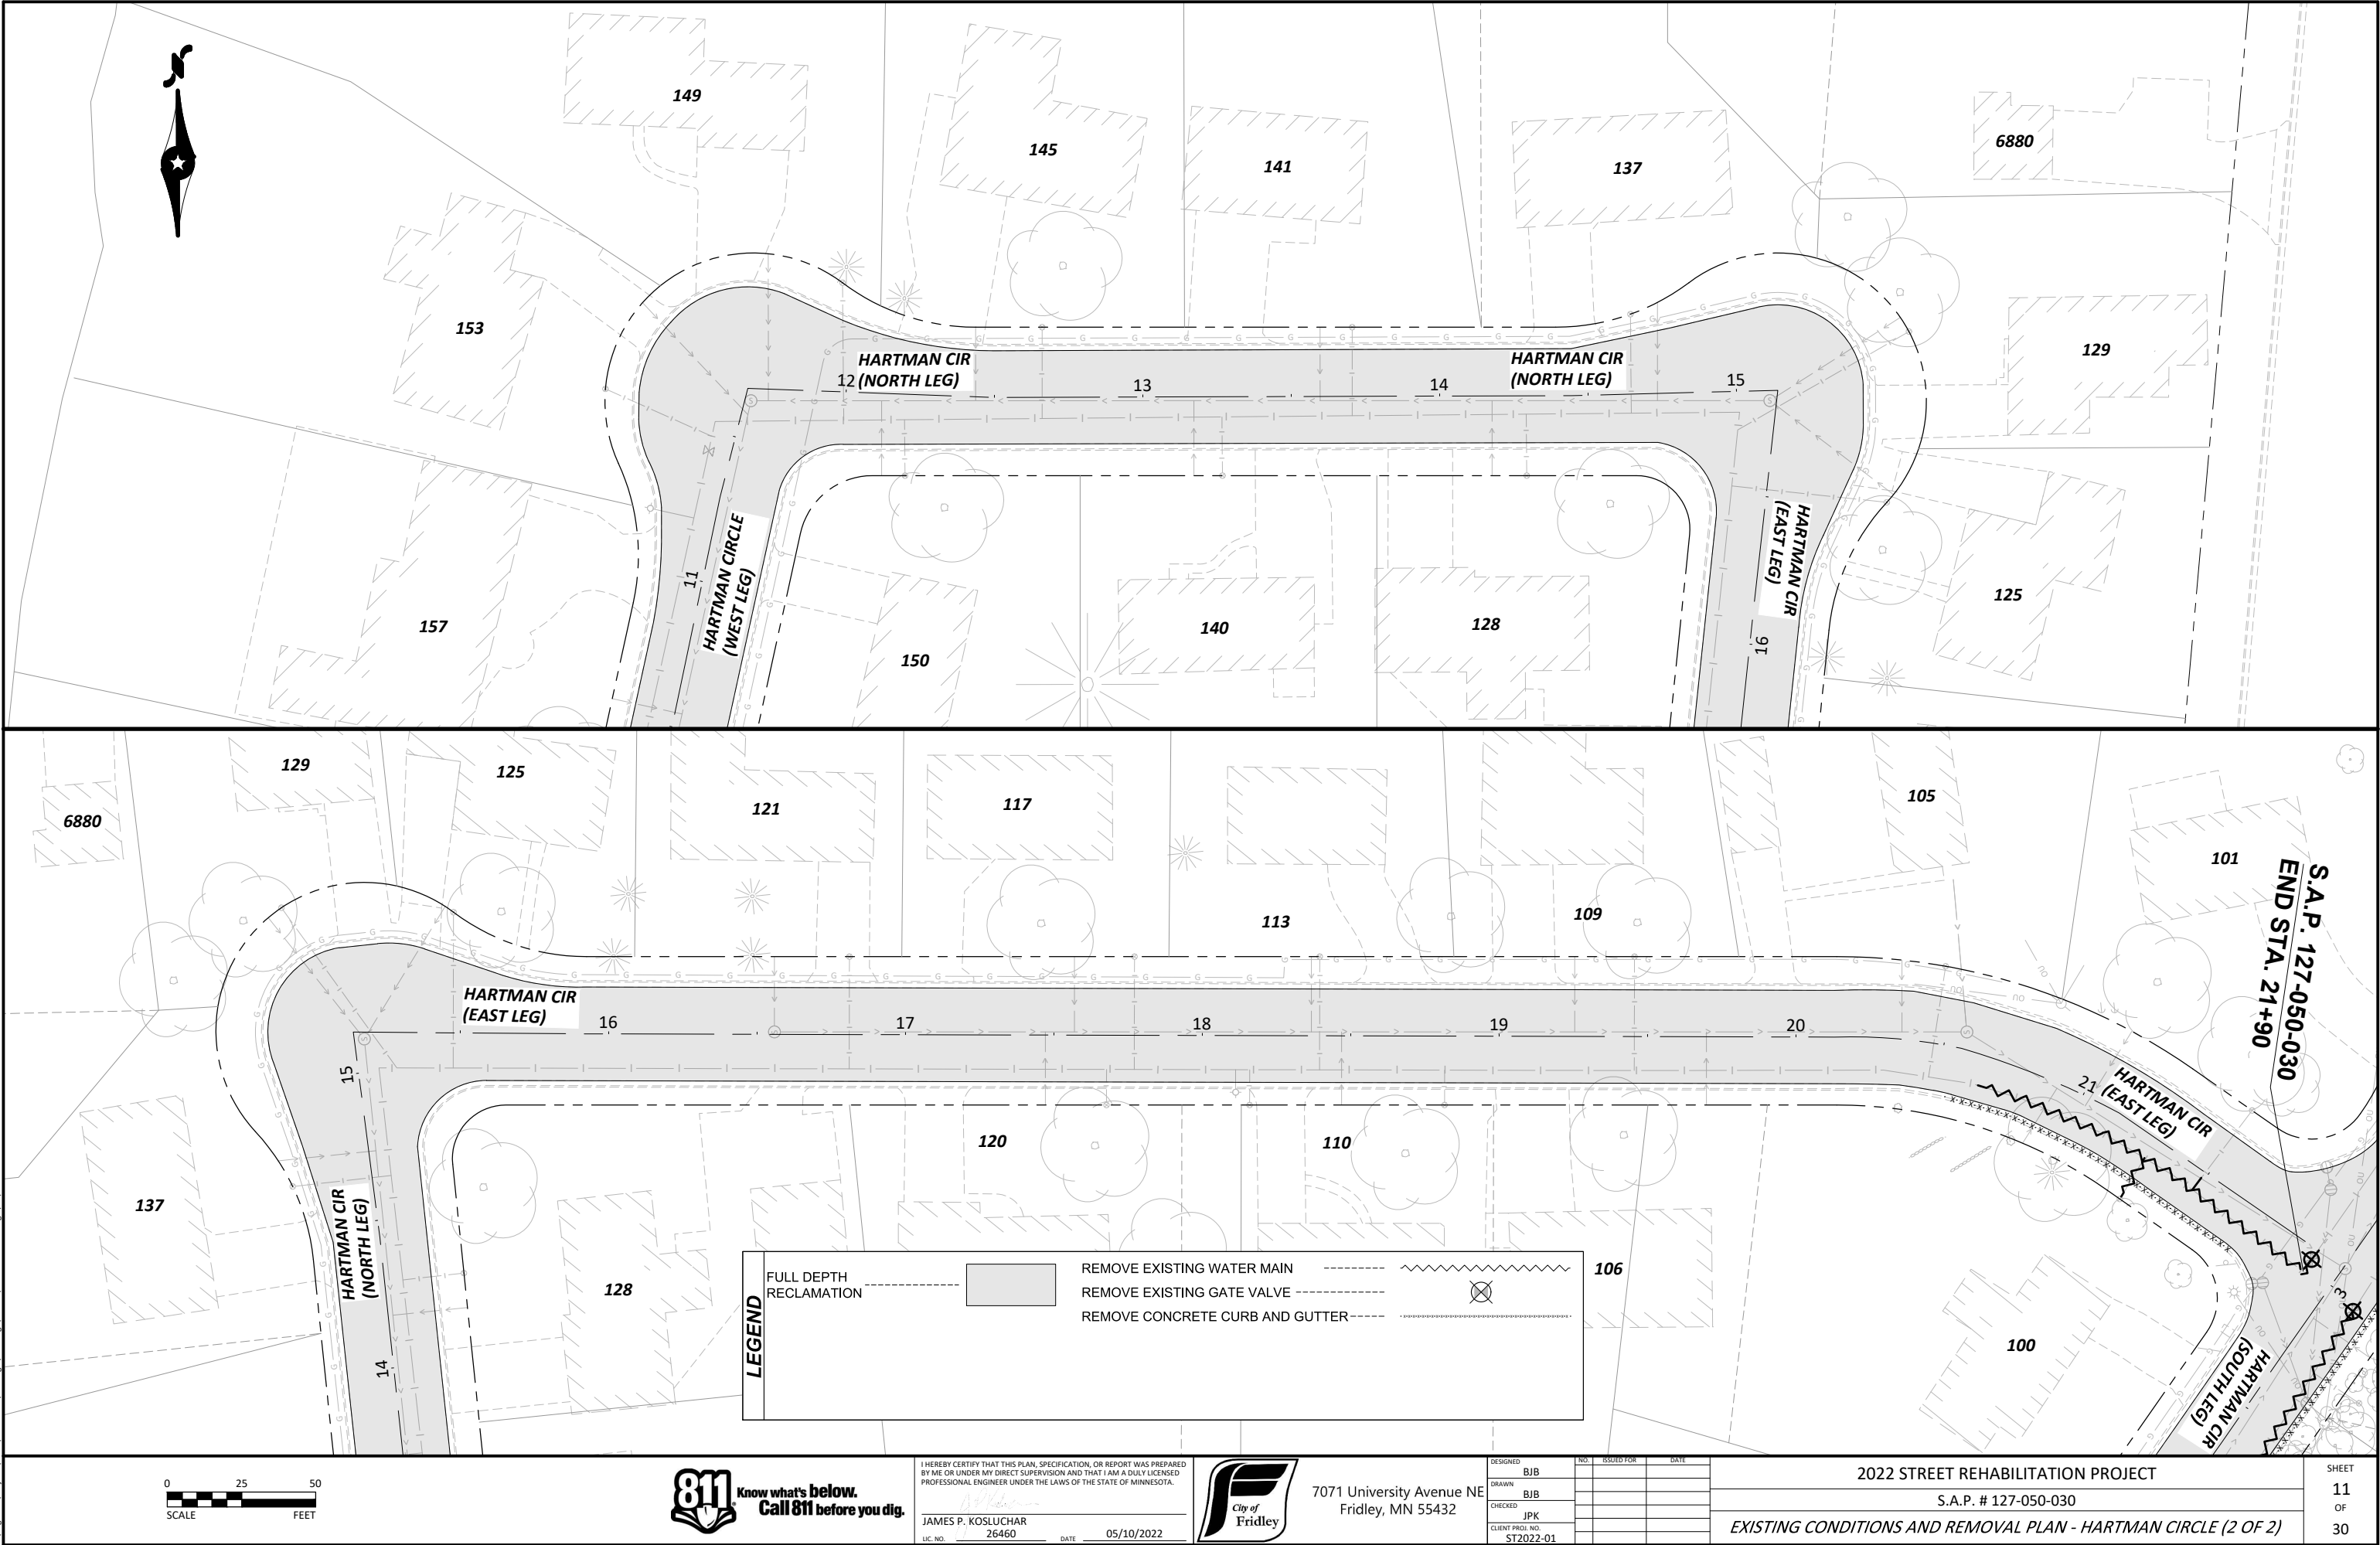 N
149
145
141
137
6880
153
129
HARTMAN CIR
(NORTH LEG)
HARTMAN CIR
(NORTH LEG)
12
13
14
15
HARTMAN CIRCLE
(WEST LEG)
11
HARTMAN CIR
(EAST LEG)
16
157
150
140
128
125
129
125
121
117
105
6880
101
113
109
S.A.P. 127-050-030
END STA. 21+90
HARTMAN CIR
(EAST LEG)
16
17
18
19
20
21
HARTMAN CIR
(EAST LEG)
15
HARTMAN CIR
(NORTH LEG)
14
137
120
110
128
106
100
3
HARTMAN CIR
(SOUTH LEG)
LEGEND
FULL DEPTH
RECLAMATION
REMOVE EXISTING WATER MAIN
REMOVE EXISTING GATE VALVE
REMOVE CONCRETE CURB AND GUTTER
0 25 50
SCALE FEET
811
Know what's below.
Call 811 before you dig.
I HEREBY CERTIFY THAT THIS PLAN, SPECIFICATION, OR REPORT WAS PREPARED
BY ME OR UNDER MY DIRECT SUPERVISION AND THAT I AM A DULY LICENSED
PROFESSIONAL ENGINEER UNDER THE LAWS OF THE STATE OF MINNESOTA.
JAMES P. KOSLUCHAR
LIC. NO. 26460 DATE 05/10/2022
City of
Fridley
7071 University Avenue NE
Fridley, MN 55432
DESIGNED
BJB
DRAWN
BJB
CHECKED
JPK
CLIENT PROJ. NO.
ST2022-01
NO. ISSUED FOR DATE
2022 STREET REHABILITATION PROJECT
S.A.P. # 127-050-030
EXISTING CONDITIONS AND REMOVAL PLAN - HARTMAN CIRCLE (2 OF 2)
SHEET
11
OF
30